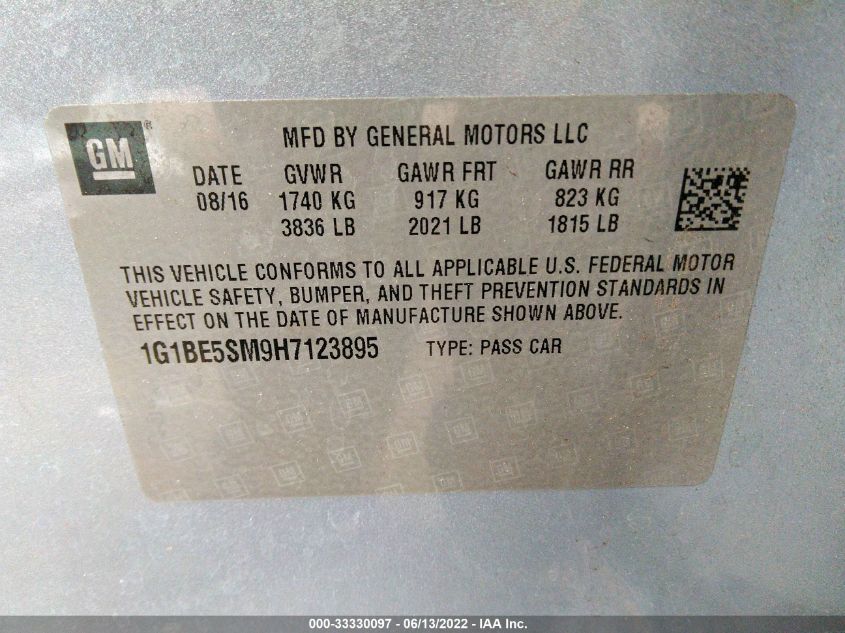 GM®
MFD BY GENERAL MOTORS LLC
DATE GVWR GAWR FRT GAWR RR
08/16 1740 KG 917 KG 823 KG
3836 LB 2021 LB 1815 LB
THIS VEHICLE CONFORMS TO ALL APPLICABLE U.S. FEDERAL MOTOR
VEHICLE SAFETY, BUMPER, AND THEFT PREVENTION STANDARDS IN
EFFECT ON THE DATE OF MANUFACTURE SHOWN ABOVE.
1G1BE5SM9H7123895 TYPE: PASS CAR
000-33330097 - 06/13/2022 - IAA Inc.